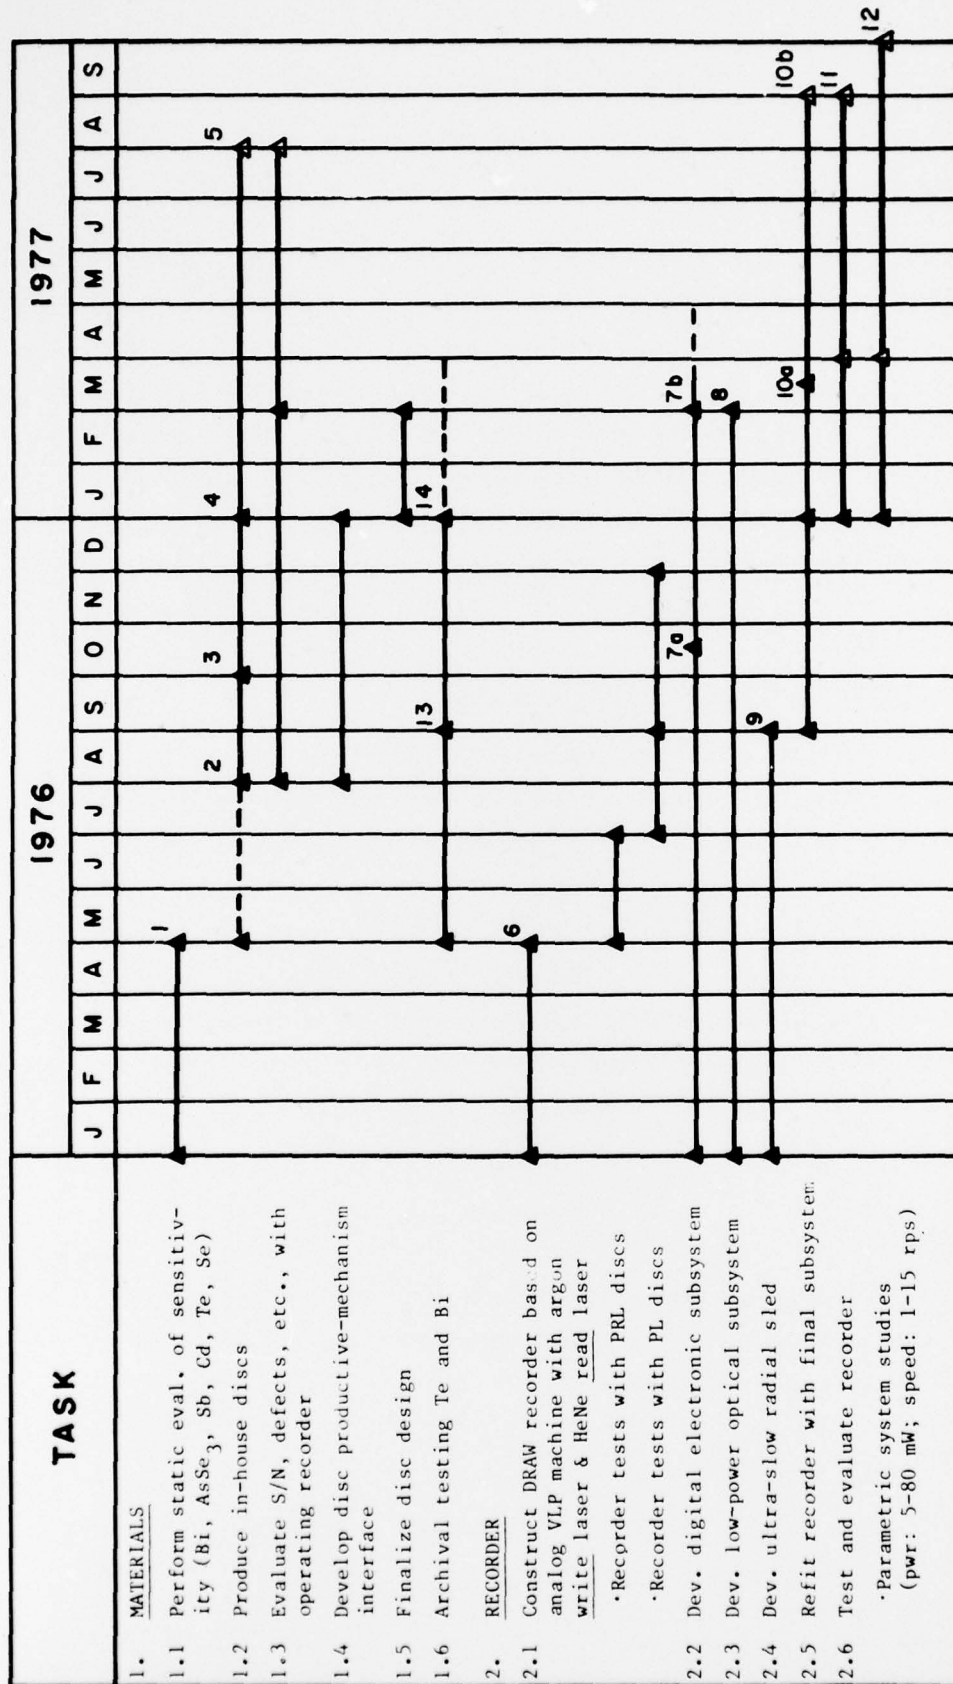 TASK
1976
1977
J F M A M J J A S O N D J F M A M J J A S
1. MATERIALS
1.1 Perform static eval. of sensitiv-
ity (Bi, AsSe3, Sb, Cd, Te, Se)
1
1.2 Produce in-house discs
2 3 4 5
1.3 Evaluate S/N, defects, etc., with
operating recorder
1.4 Develop disc productive-mechanism
interface
1.5 Finalize disc design
1.6 Archival testing Te and Bi
13 14
2. RECORDER
2.1 Construct DRAW recorder based on
analog VLP machine with argon
write laser & HeNe read laser
6
·Recorder tests with PRL discs
·Recorder tests with PL discs
2.2 Dev. digital electronic subsystem
7a 7b
2.3 Dev. low-power optical subsystem
8
2.4 Dev. ultra-slow radial sled
9
2.5 Refit recorder with final subsystem
10a 10b
2.6 Test and evaluate recorder
11
·Parametric system studies
(pwr: 5-80 mW; speed: 1-15 rps)
12